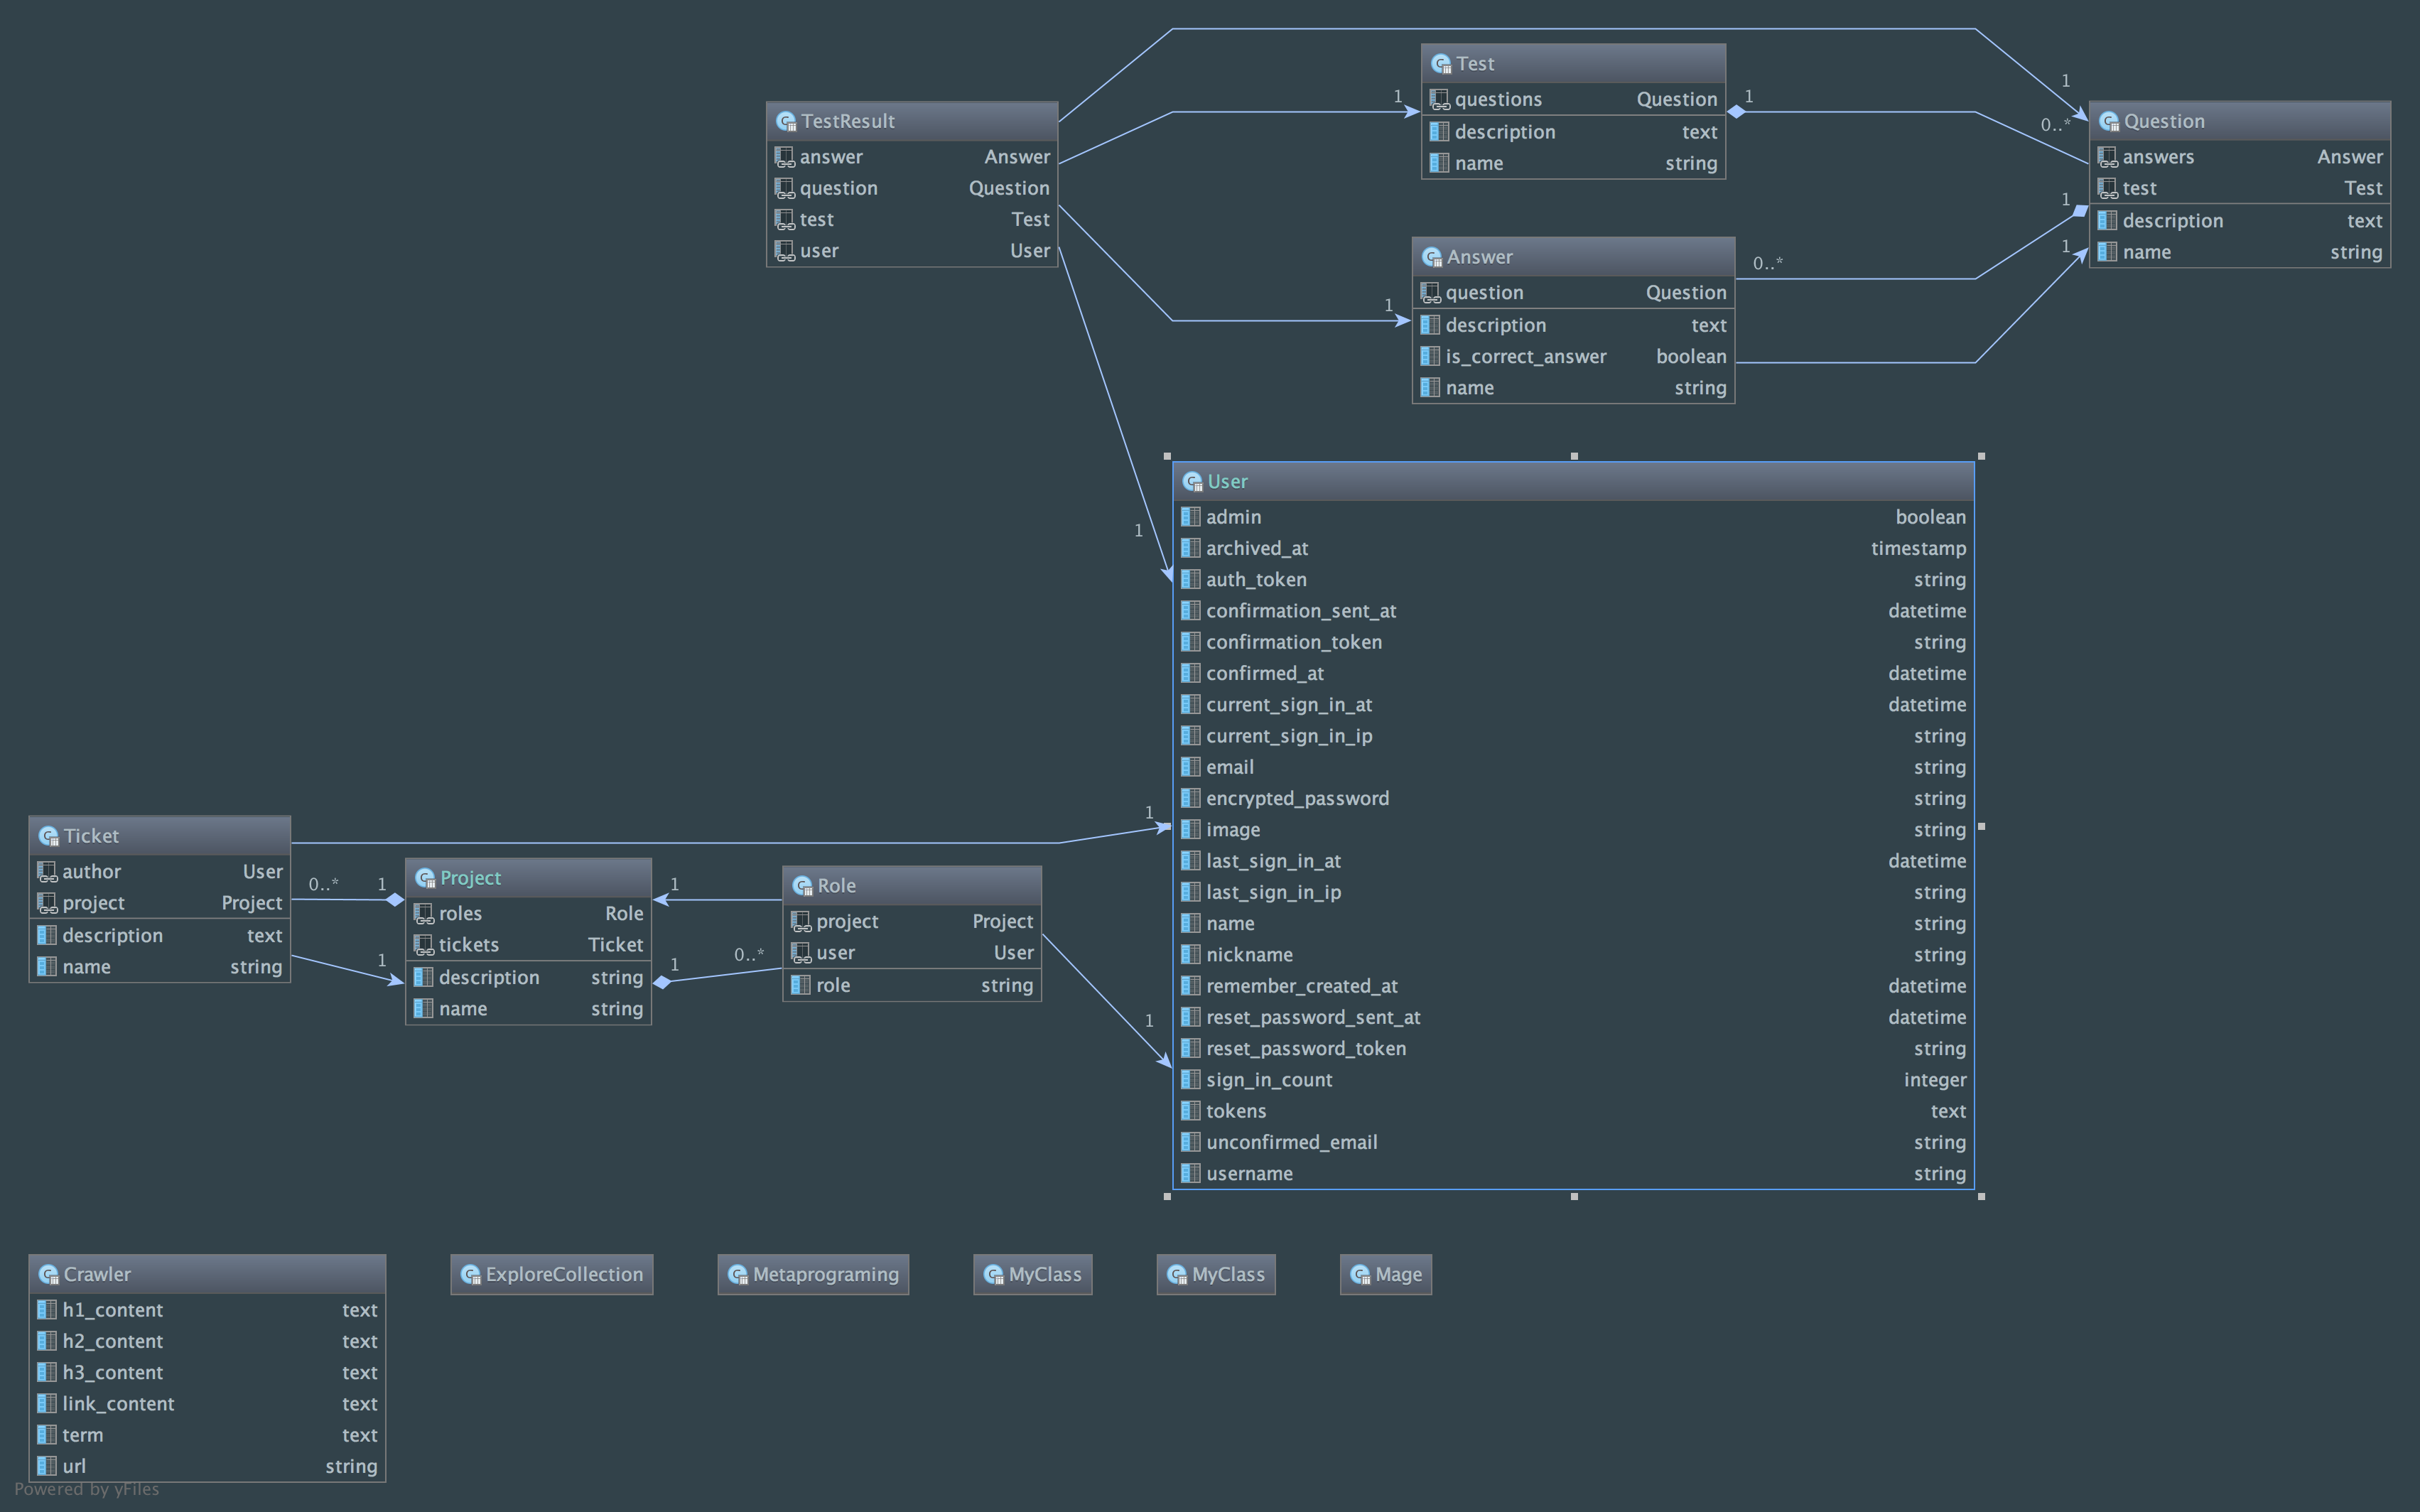 TestResult
answer Answer
question Question
test Test
user User
1
Test
questions Question
description text
name string
1
1
0..*
Question
answers Answer
test Test
description text
name string
1
1
1
Answer
question Question
description text
is_correct_answer boolean
name string
0..*
1
User
admin boolean
archived_at timestamp
auth_token string
confirmation_sent_at datetime
confirmation_token string
confirmed_at datetime
current_sign_in_at datetime
current_sign_in_ip string
email string
encrypted_password string
image string
last_sign_in_at datetime
last_sign_in_ip string
name string
nickname string
remember_created_at datetime
reset_password_sent_at datetime
reset_password_token string
sign_in_count integer
tokens text
unconfirmed_email string
username string
1
1
Ticket
author User
project Project
description text
name string
0..* 1
1
Project
roles Role
tickets Ticket
description string
name string
1
1 0..*
Role
project Project
user User
role string
1
Crawler
h1_content text
h2_content text
h3_content text
link_content text
term text
url string
ExploreCollection
Metaprograming
MyClass
MyClass
Mage
Powered by yFiles